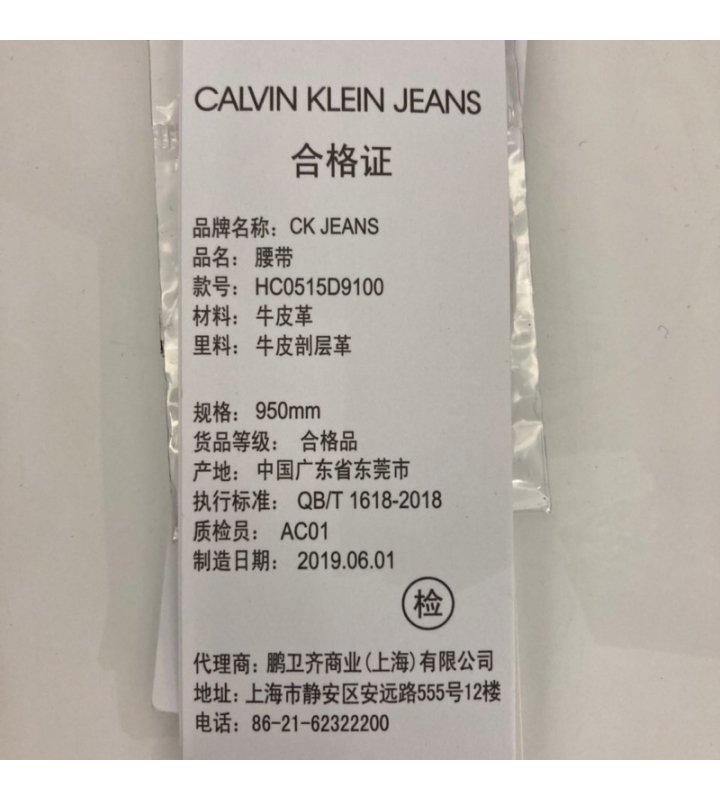 CALVIN KLEIN JEANS
合格证
品牌名称：CK JEANS
品名：腰带
款号：HC0515D9100
材料：牛皮革
里料：牛皮剖层革
规格：950mm
货品等级：合格品
产地：中国广东省东莞市
执行标准：QB/T 1618-2018
质检员：AC01
制造日期：2019.06.01
检
代理商：鹏卫齐商业(上海)有限公司
地址：上海市静安区安远路555号12楼
电话：86-21-62322200